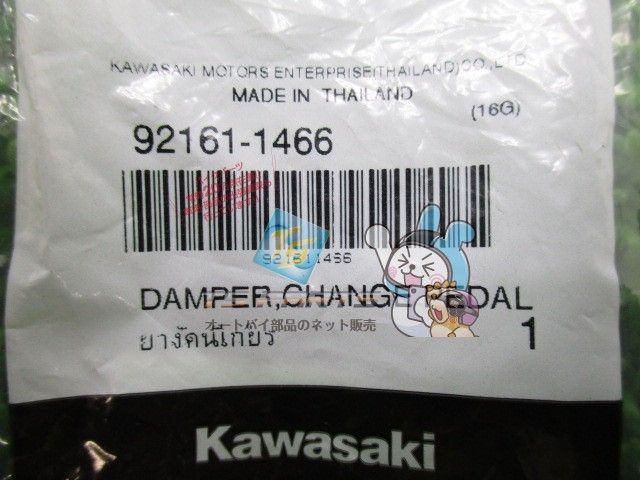 KAWASAKI MOTORS ENTERPRISE(THAILAND)CO.,LTD.
MADE IN THAILAND
(16G)
92161-1466
921611466
DAMPER,CHANGE PEDAL
オートバイ部品のネット販売
ยางคันเกียร์
1
Kawasaki